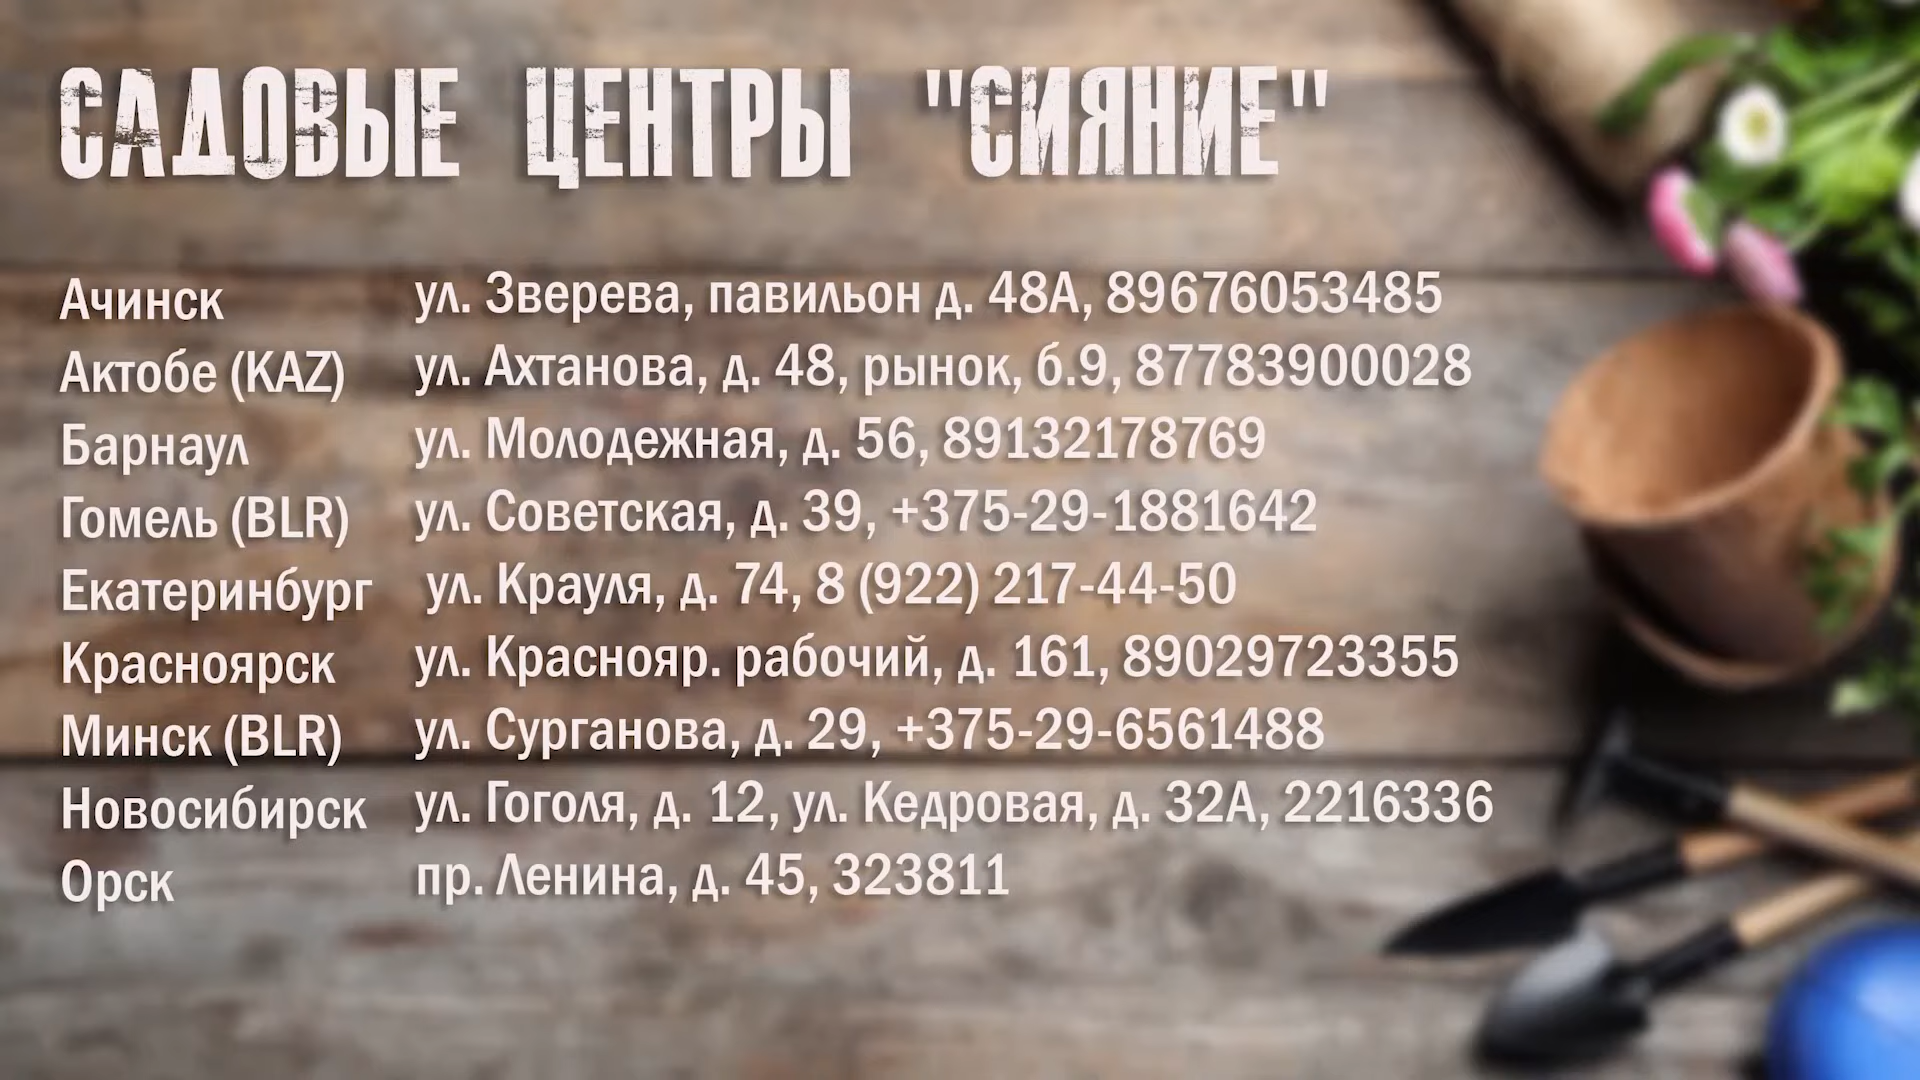 САДОВЫЕ ЦЕНТРЫ "СИЯНИЕ"
Ачинск ул. Зверева, павильон д. 48А, 89676053485
Актобе (KAZ) ул. Ахтанова, д. 48, рынок, б.9, 87783900028
Барнаул ул. Молодежная, д. 56, 89132178769
Гомель (BLR) ул. Советская, д. 39, +375-29-1881642
Екатеринбург ул. Крауля, д. 74, 8 (922) 217-44-50
Красноярск ул. Краснояр. рабочий, д. 161, 89029723355
Минск (BLR) ул. Сурганова, д. 29, +375-29-6561488
Новосибирск ул. Гоголя, д. 12, ул. Кедровая, д. 32А, 2216336
Орск пр. Ленина, д. 45, 323811